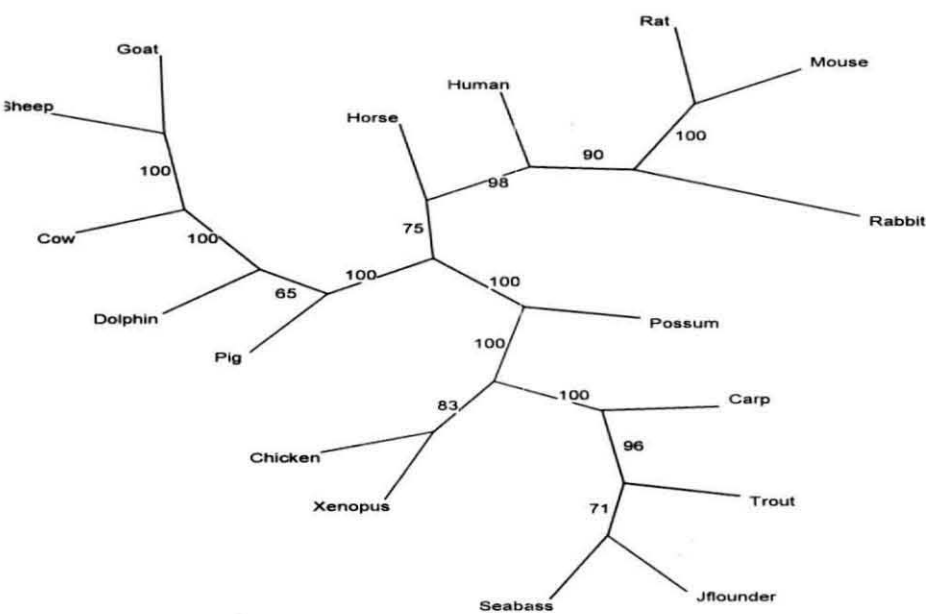 Rat
Goat
Mouse
Human
Sheep
Horse
100
90
100
98
Rabbit
75
Cow
100
100
100
65
Dolphin
Possum
Pig
100
100
Carp
83
96
Chicken
Trout
Xenopus
71
Jflounder
Seabass